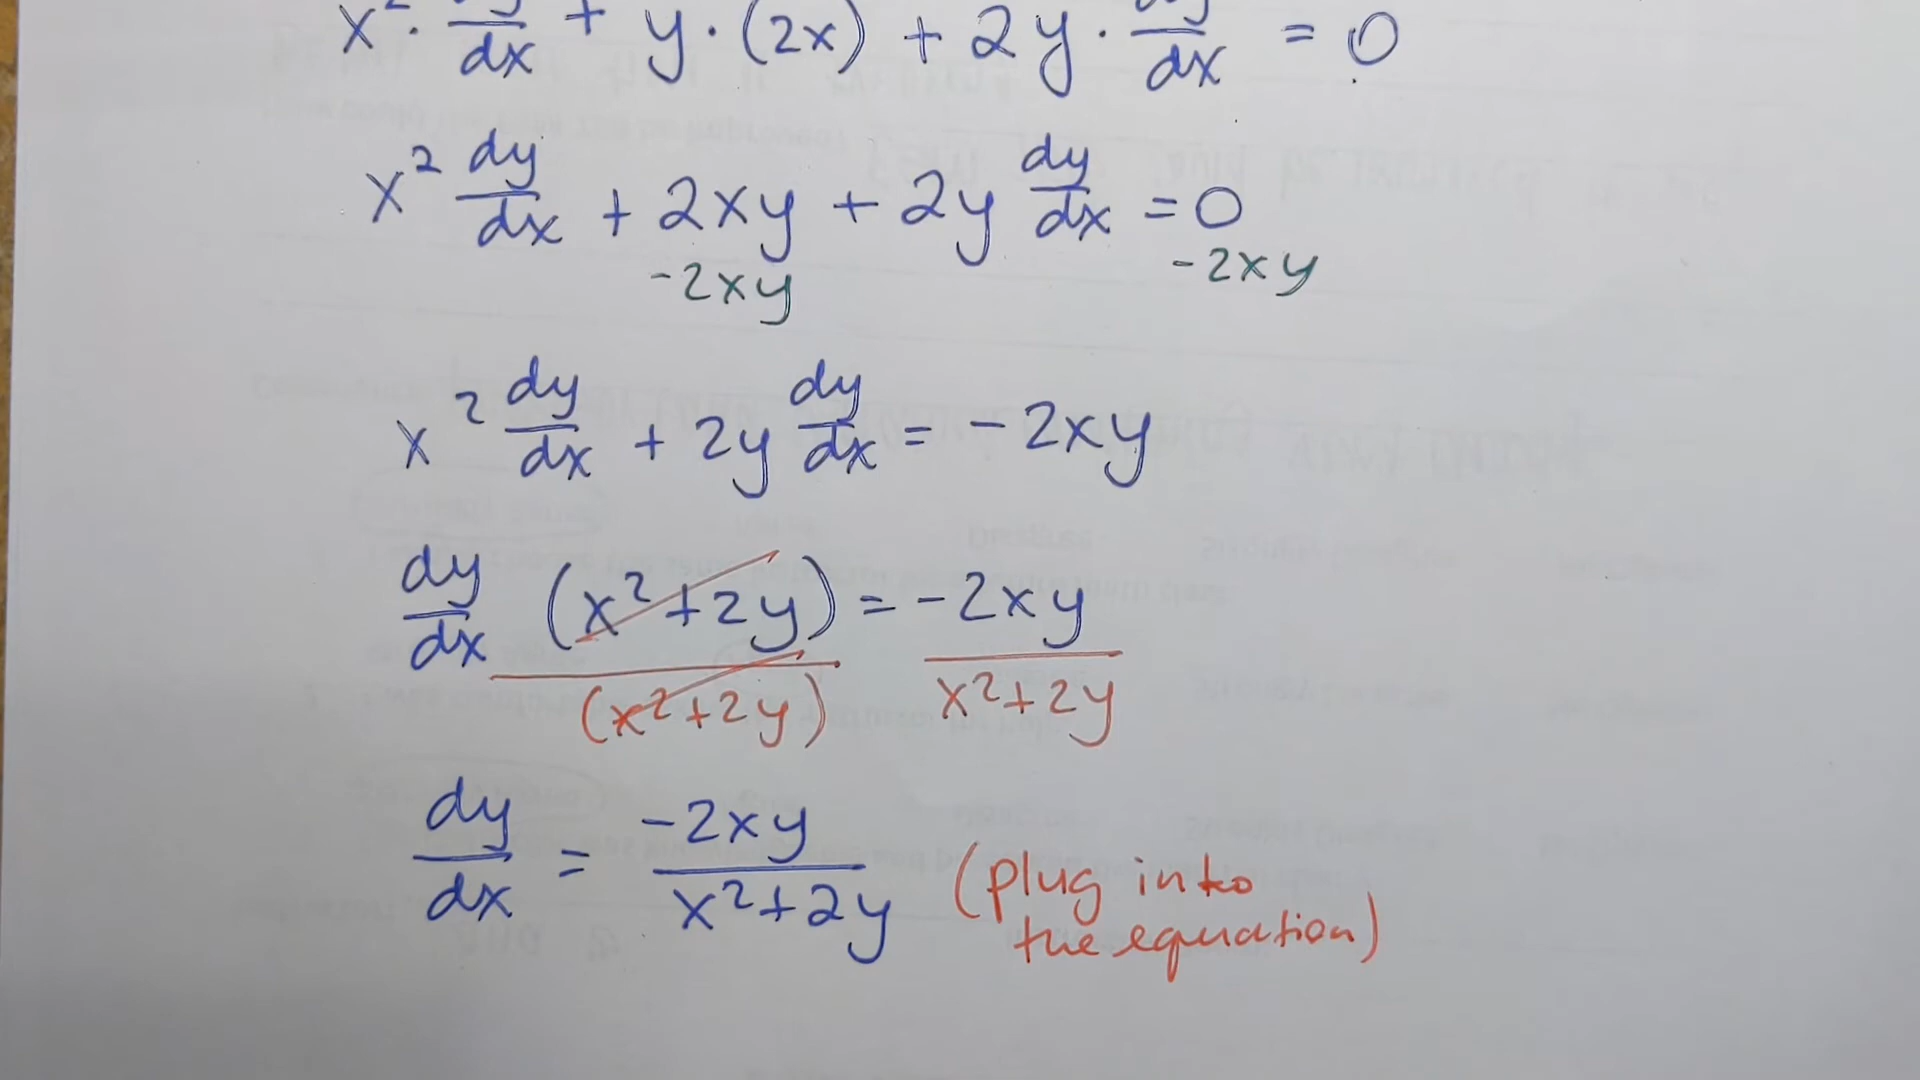 x² · dy/dx + y · (2x) + 2y · dy/dx = 0
x² dy/dx + 2xy + 2y dy/dx = 0
-2xy -2xy
x² dy/dx + 2y dy/dx = -2xy
dy/dx (x²+2y) = -2xy
(x²+2y) x²+2y
dy/dx = -2xy/x²+2y (plug into
the equation)